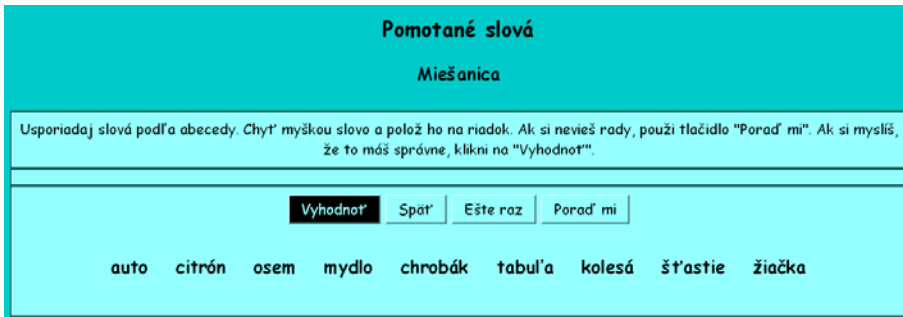 Pomotané slová
Miešanica
Usporiadaj slová podľa abecedy. Chyť myškou slovo a polož ho na riadok. Ak si nevieš rady, použi tlačidlo "Poraď mi". Ak si myslíš,
že to máš správne, klikni na "Vyhodnoť".
Vyhodnoť Späť Ešte raz Poraď mi
auto citrón osem mydlo chrobák tabuľa kolesá šťastie žiačka